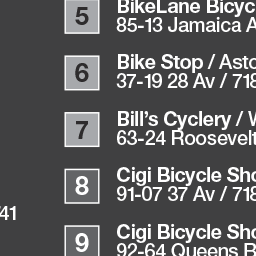 5 BikeLane Bicyc
85-13 Jamaica A
6 Bike Stop / Asto
37-19 28 Av / 718
7 Bill's Cyclery / W
63-24 Roosevelt
8 Cigi Bicycle Sho
91-07 37 Av / 718
41
9 Cigi Bicycle Sho
92-64 Queens B